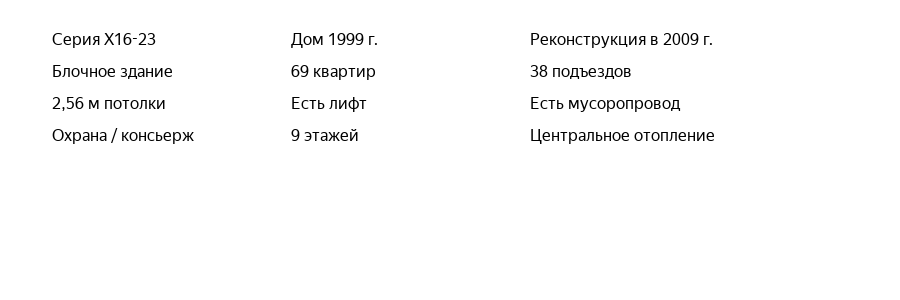 Серия Х16-23 Дом 1999 г. Реконструкция в 2009 г.
Блочное здание 69 квартир 38 подъездов
2,56 м потолки Есть лифт Есть мусоропровод
Охрана / консьерж 9 этажей Центральное отопление